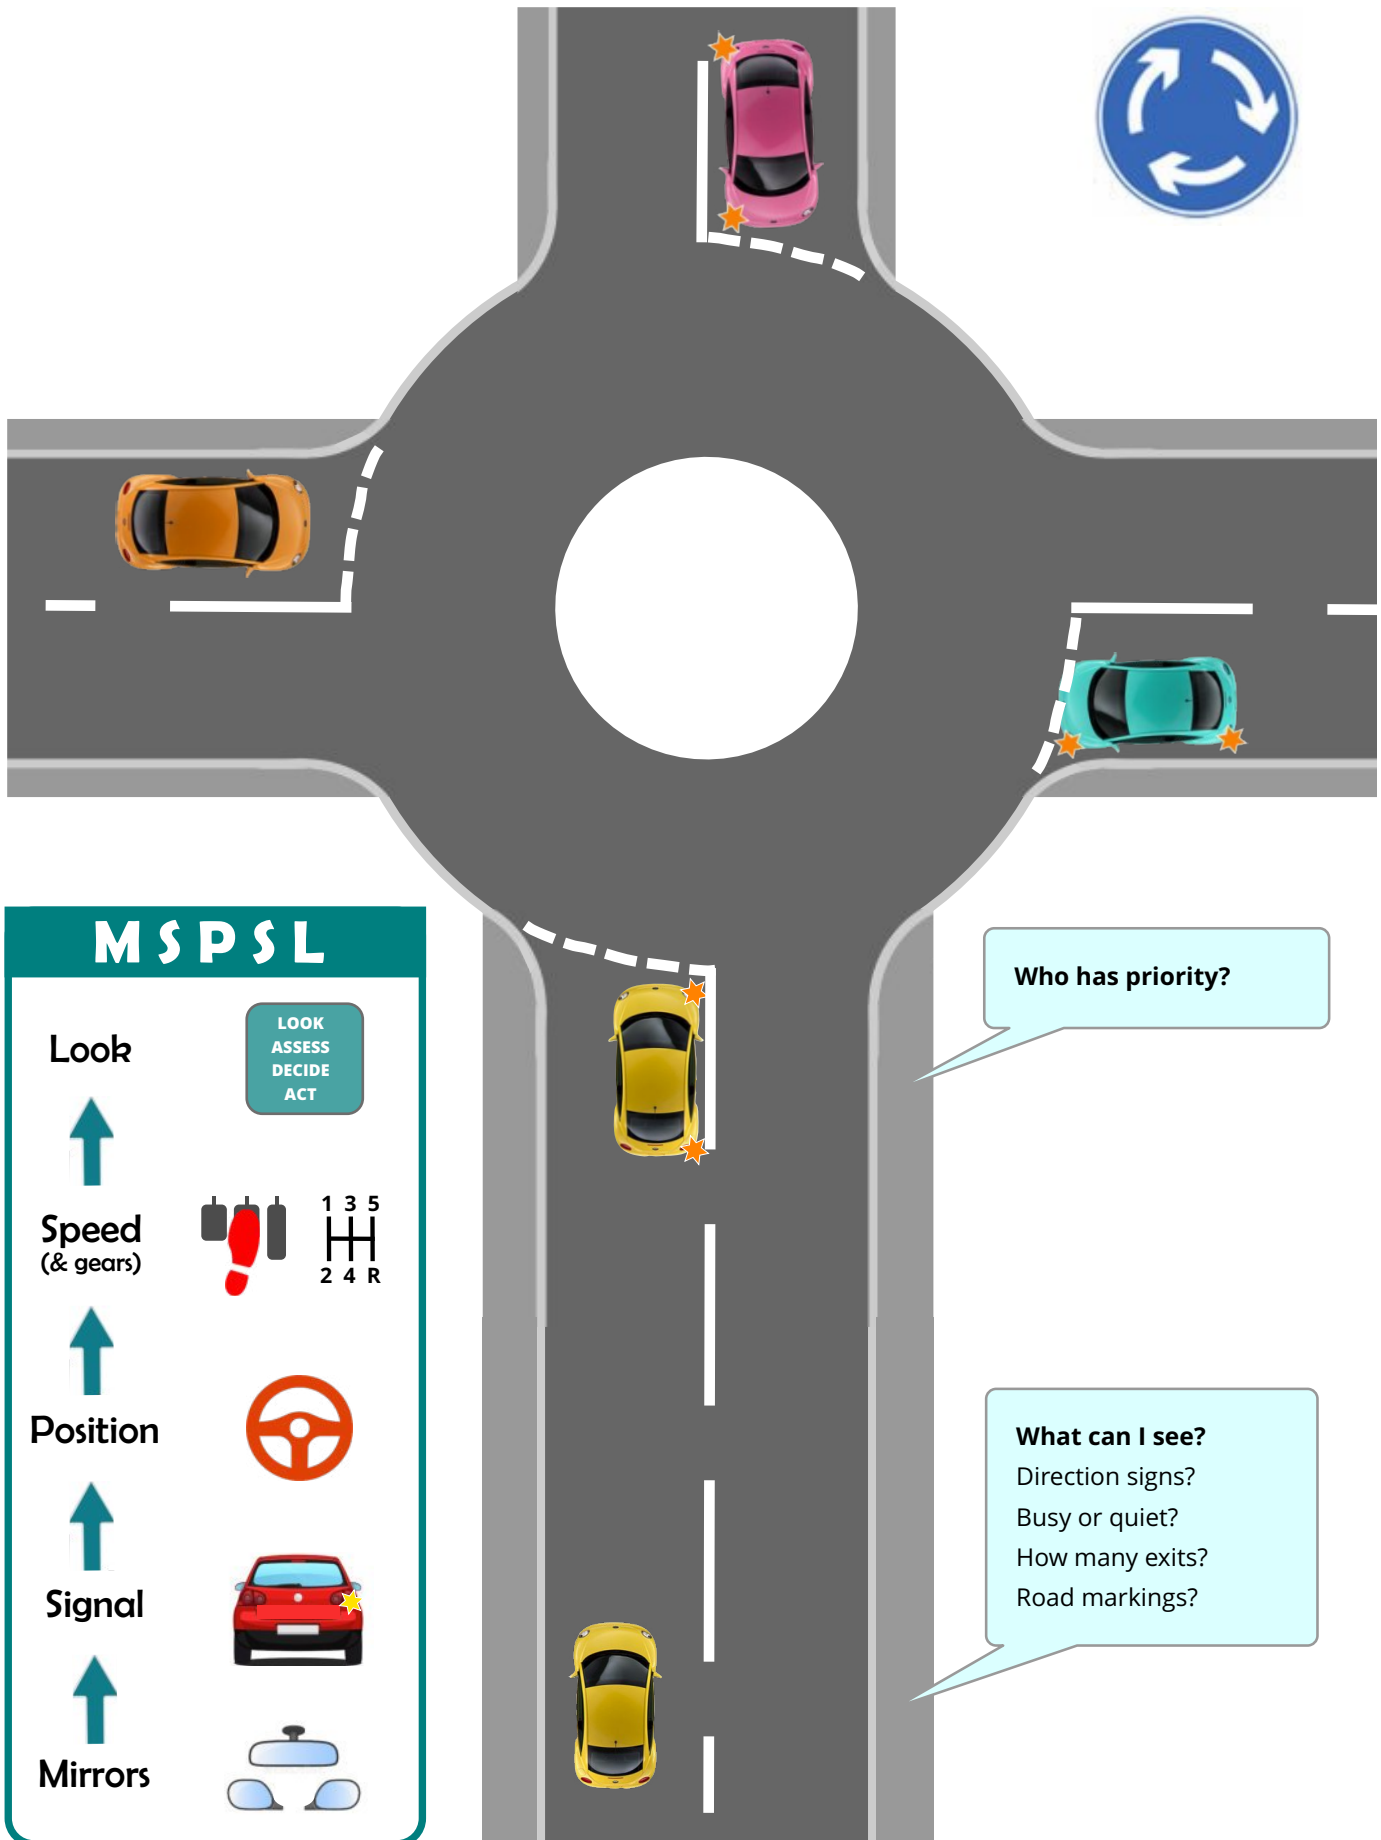 M S P S L
Look
LOOK
ASSESS
DECIDE
ACT
Speed
(& gears)
1 3 5
2 4 R
Position
Signal
Mirrors
Who has priority?
What can I see?
Direction signs?
Busy or quiet?
How many exits?
Road markings?